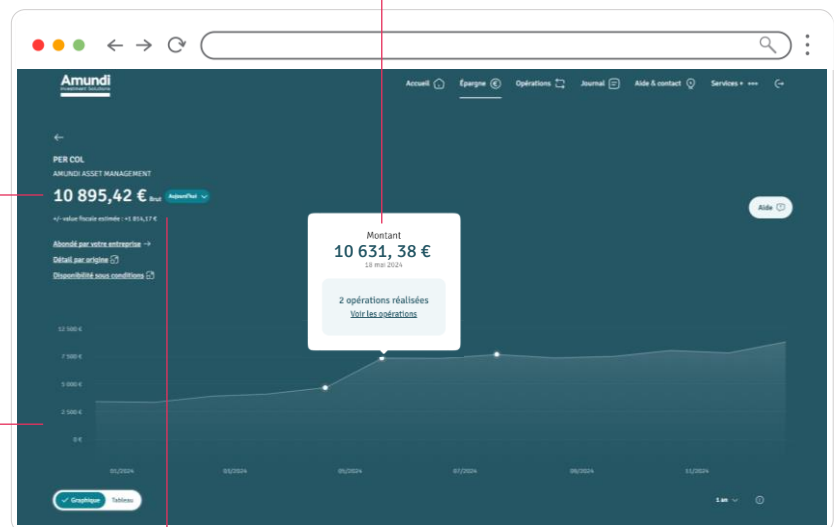 Amundi
Investment Solutions
Accueil
Épargne
Opérations
Journal
Aide & contact
Services +
PER COL
AMUNDI ASSET MANAGEMENT
10 895,42 € Brut Aujourd'hui
+/- value fiscale estimée : +1 814,17 €
Aide
Abondé par votre entreprise →
Détail par origine
Disponibilité sous conditions
Montant
10 631, 38 €
18 mai 2024
2 opérations réalisées
Voir les opérations
12 500 €
7 500 €
5 000 €
2 500 €
0 €
01/2024
03/2024
05/2024
07/2024
09/2024
11/2024
Graphique
Tableau
1 an